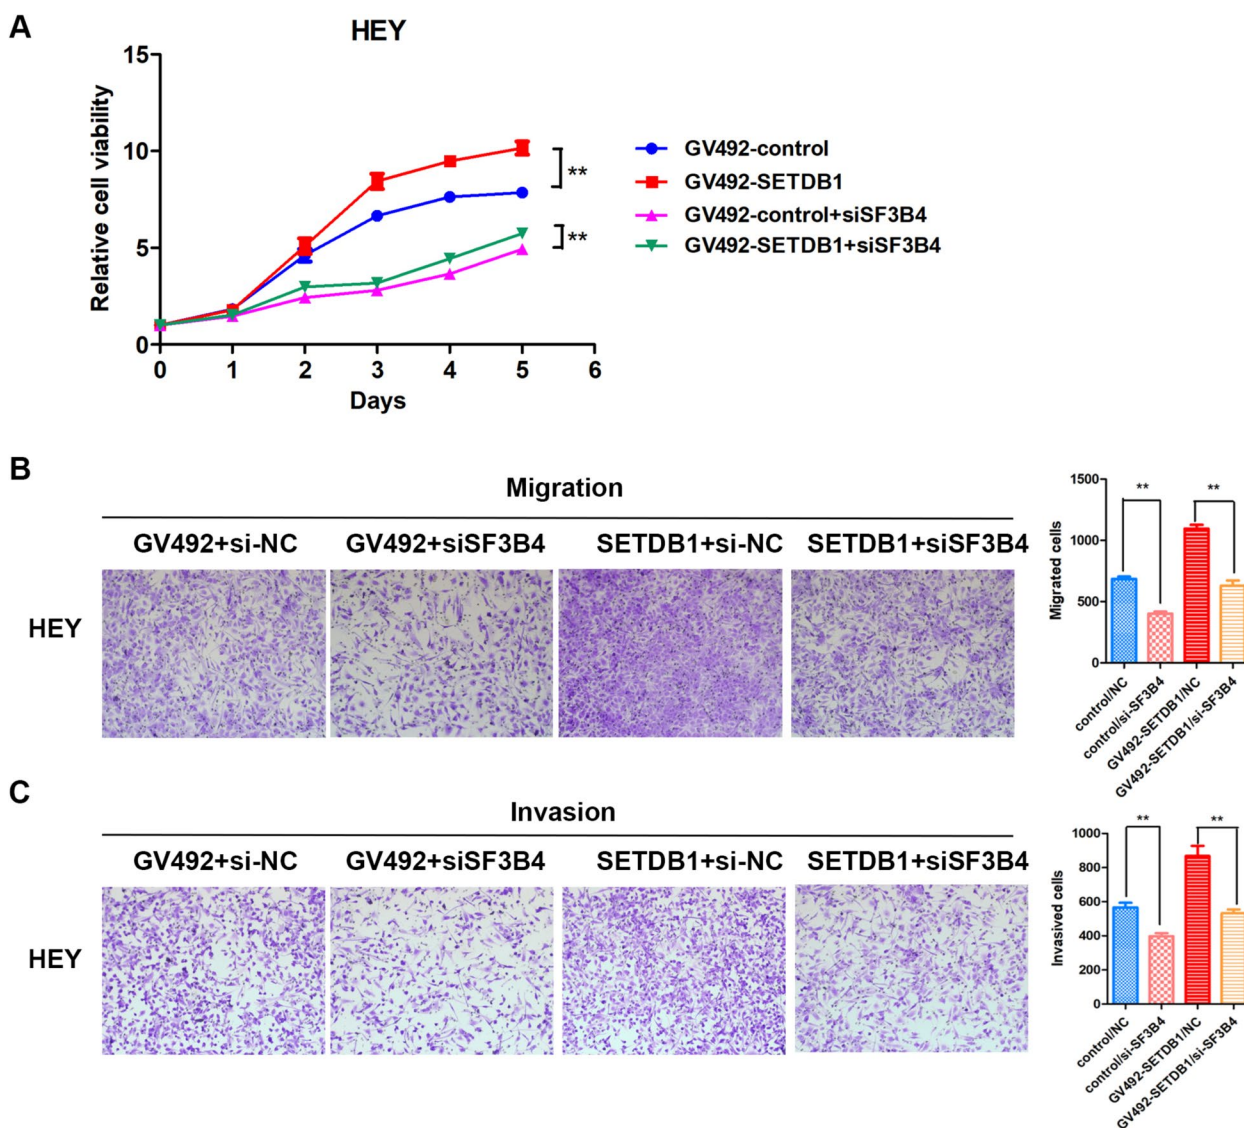 A
HEY
Relative cell viability
15
10
5
0
0 1 2 3 4 5 6
Days
**
**
GV492-control
GV492-SETDB1
GV492-control+siSF3B4
GV492-SETDB1+siSF3B4
B
Migration
GV492+si-NC GV492+siSF3B4 SETDB1+si-NC SETDB1+siSF3B4
HEY
Migrated cells
1500
1000
500
0
** **
control/NC
control/si-SF3B4
GV492-SETDB1/NC
GV492-SETDB1/si-SF3B4
C
Invasion
GV492+si-NC GV492+siSF3B4 SETDB1+si-NC SETDB1+siSF3B4
HEY
Invasived cells
1000
800
600
400
200
0
** **
control/NC
control/si-SF3B4
GV492-SETDB1/NC
GV492-SETDB1/si-SF3B4